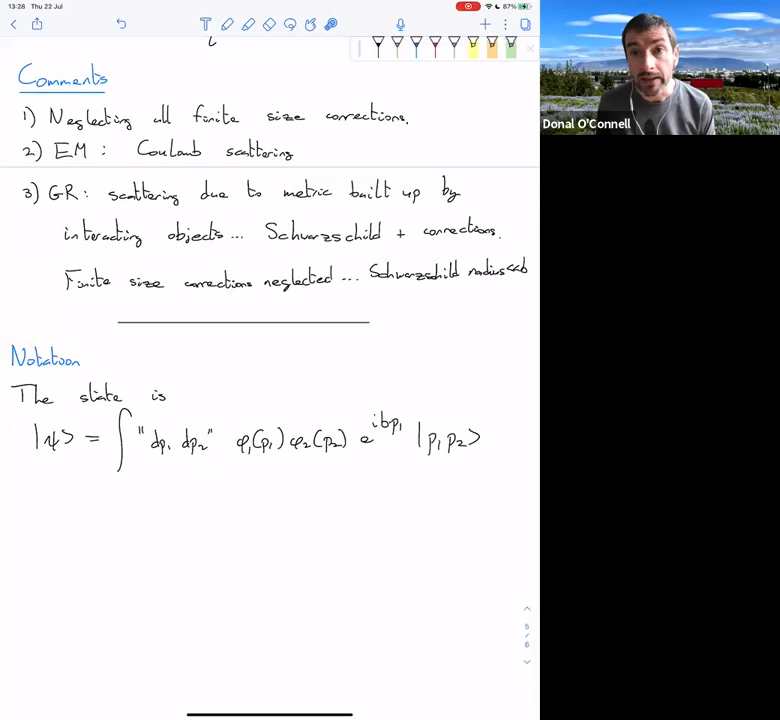 13:28 Thu 22 Jul
87%
Comments
1) Neglecting all finite size corrections.
2) EM : Coulomb scattering
3) GR: scattering due to metric built up by
interacting objects... Schwarzschild + corrections.
Finite size corrections neglected ... Schwarzschild radius<<b
Notation
The state is
|ψ> = ∫ "dp₁ dp₂" φ₁(p₁) φ₂(p₂) e^{ibp₁} |p₁ p₂>
5
/
6
Donal O'Connell